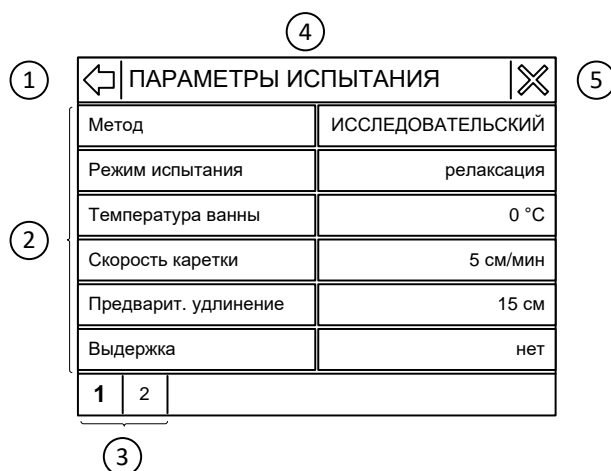 4
1
ПАРАМЕТРЫ ИСПЫТАНИЯ
5
Метод ИССЛЕДОВАТЕЛЬСКИЙ
Режим испытания релаксация
Температура ванны 0 °C
2
Скорость каретки 5 см/мин
Предварит. удлинение 15 см
Выдержка нет
1 2
3